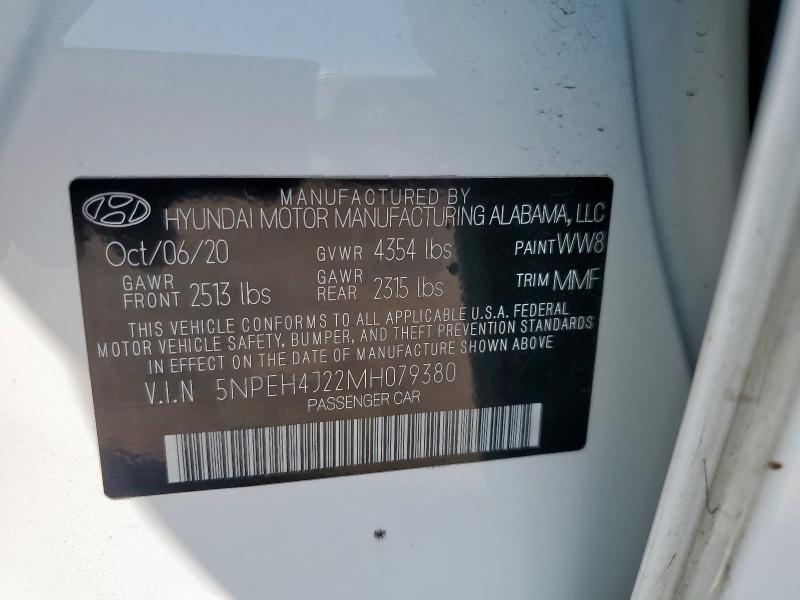 MANUFACTURED BY
HYUNDAI MOTOR MANUFACTURING ALABAMA, LLC
Oct/06/20 GVWR 4354 lbs PAINT WW8
GAWR FRONT 2513 lbs GAWR REAR 2315 lbs TRIM MMF
THIS VEHICLE CONFORMS TO ALL APPLICABLE U.S.A. FEDERAL
MOTOR VEHICLE SAFETY, BUMPER, AND THEFT PREVENTION STANDARDS
IN EFFECT ON THE DATE OF MANUFACTURE SHOWN ABOVE
V.I.N 5NPEH4J22MH079380
PASSENGER CAR